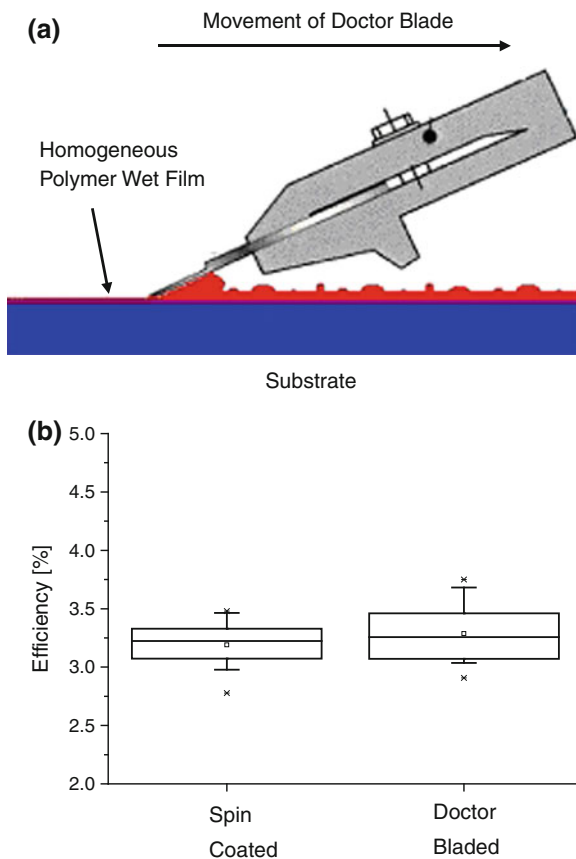 (a)
Movement of Doctor Blade
Homogeneous
Polymer Wet Film
Substrate
(b)
Efficiency [%]
5.0
4.5
4.0
3.5
3.0
2.5
2.0
Spin
Coated
Doctor
Bladed